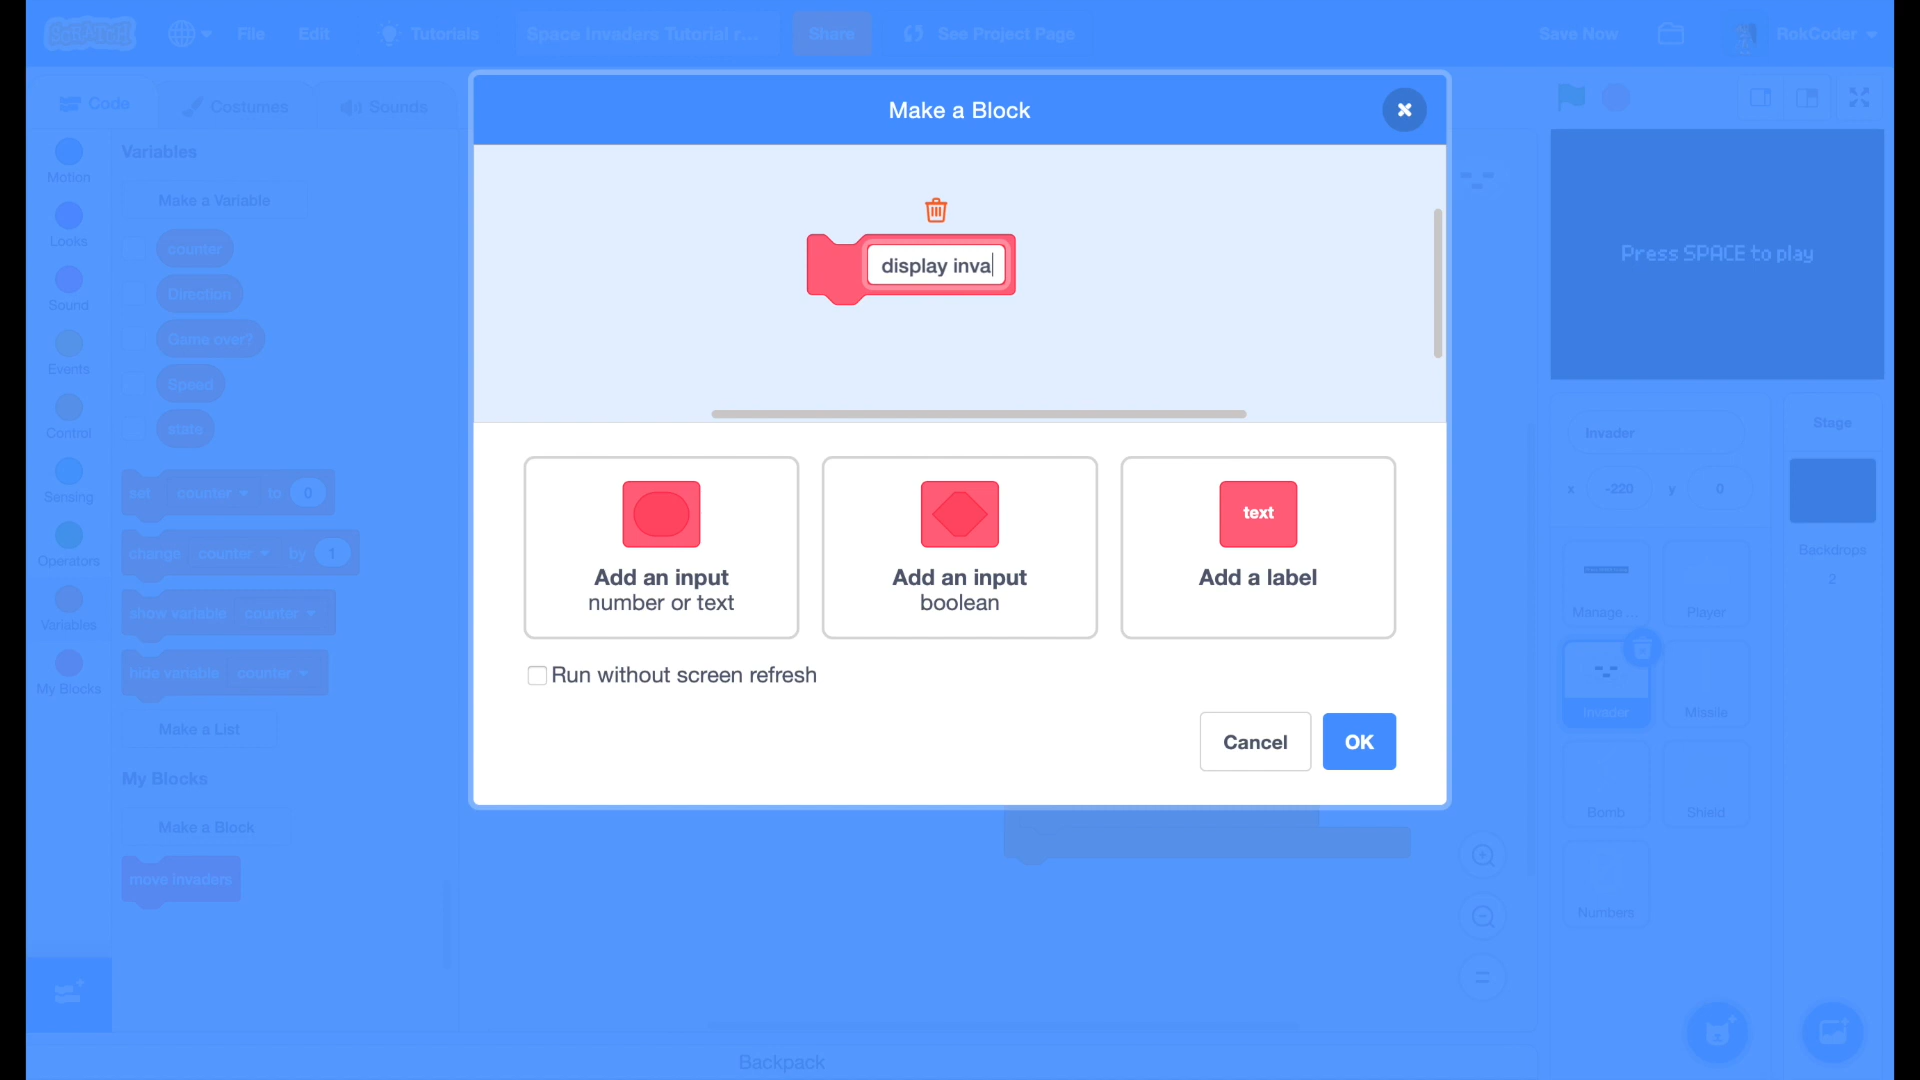 SCRATCH
File
Edit
Tutorials
Space Invaders Tutorial r...
Share
See Project Page
Save Now
RokCoder
Code
Costumes
Sounds
Make a Block
Motion
Looks
Sound
Events
Control
Sensing
Operators
Variables
My Blocks
Variables
Make a Variable
counter
Direction
Game over?
Speed
state
set counter to 0
change counter by 1
show variable counter
hide variable counter
Make a List
My Blocks
Make a Block
move invaders
display inva
Add an input
number or text
Add an input
boolean
text
Add a label
Run without screen refresh
Cancel
OK
Press SPACE to play
Invader
Stage
x -220 y 0
Backdrops
2
Manage ...
Player
Invader
Missile
Bomb
Shield
Numbers
Backpack